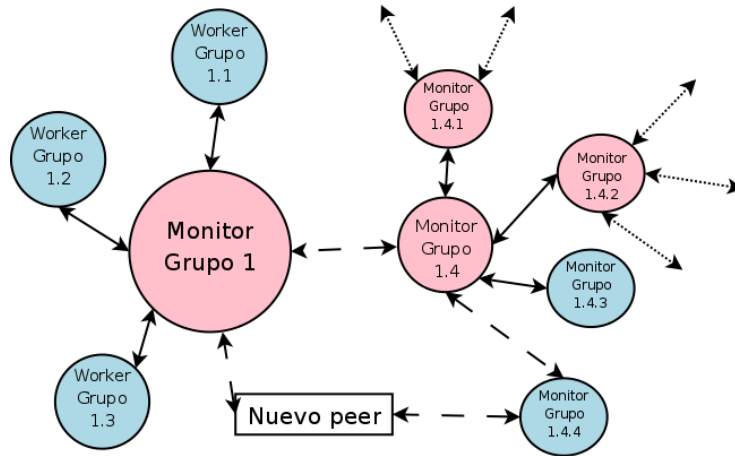 Worker
Grupo
1.1
Worker
Grupo
1.2
Monitor
Grupo 1
Worker
Grupo
1.3
Monitor
Grupo
1.4.1
Monitor
Grupo
1.4.2
Monitor
Grupo
1.4
Monitor
Grupo
1.4.3
Nuevo peer
Monitor
Grupo
1.4.4